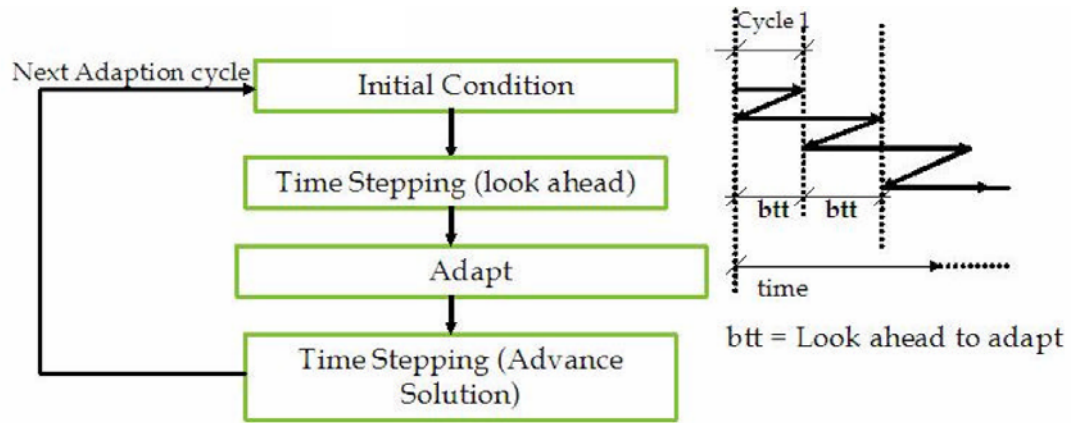 Next Adaption cycle
Initial Condition
Time Stepping (look ahead)
Adapt
Time Stepping (Advance
Solution)
Cycle 1
btt
btt
time
btt = Look ahead to adapt